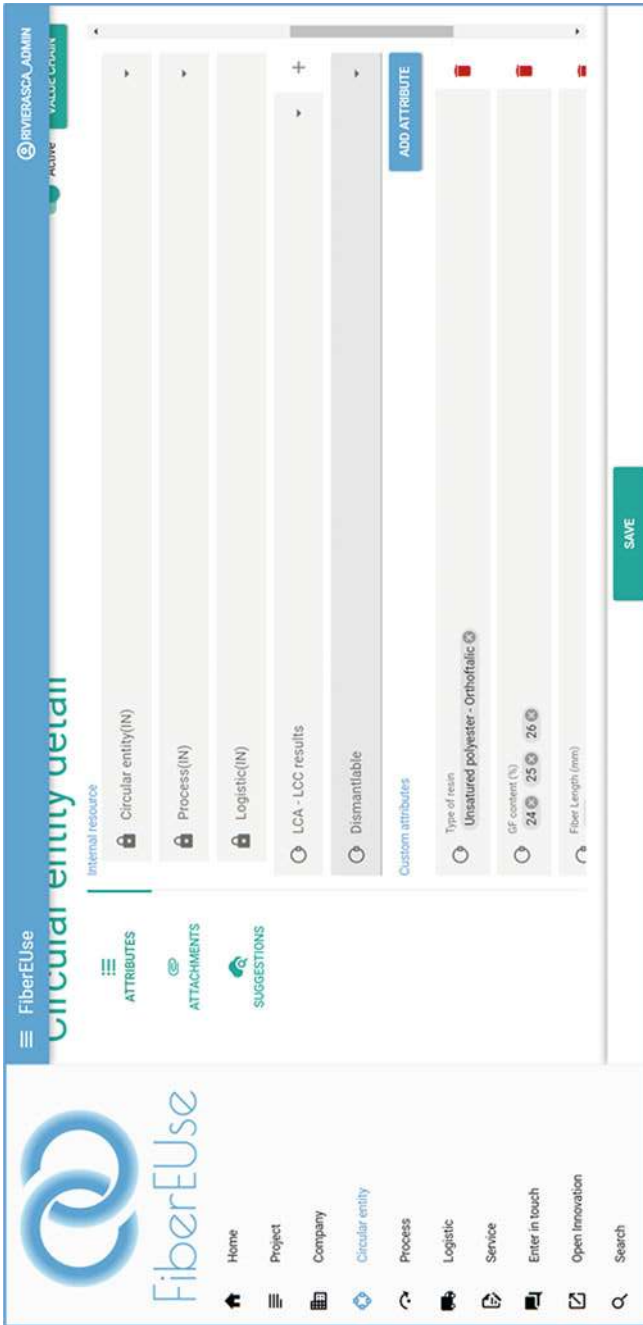 FiberEUse
Home
Project
Company
Circular entity
Process
Logistic
Service
Enter in touch
Open Innovation
Search
FiberEUse
RIVIERASCA_ADMIN
Circular entity detail
Active
VALUE CHAIN
ATTRIBUTES
ATTACHMENTS
SUGGESTIONS
Internal resource
Circular entity(IN)
Process(IN)
Logistic(IN)
LCA - LCC results
Dismantlable
Custom attributes
ADD ATTRIBUTE
Type of resin
Unsatured polyester - Orthoftalic
GF content (%)
24 25 26
Fiber Length (mm)
SAVE